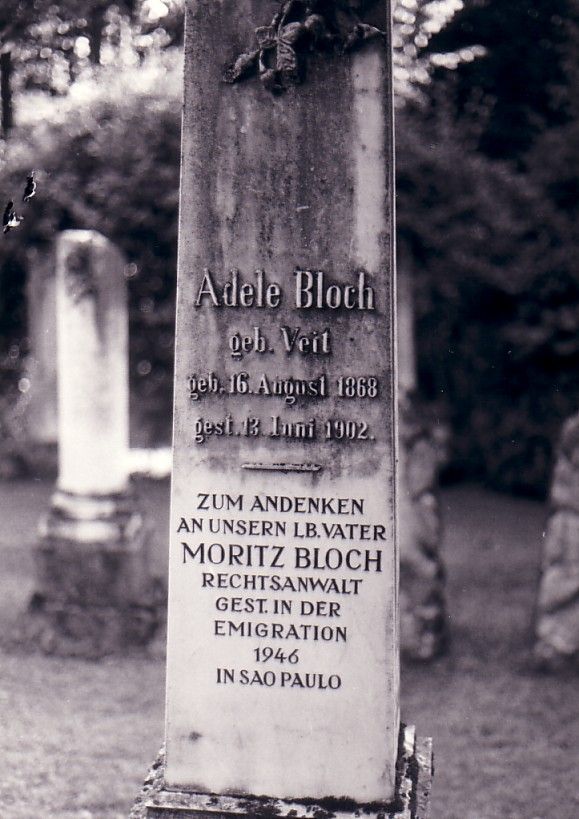 Adele Bloch
geb. Veit
geb. 16. August 1868
gest. 13. Juni 1902.
ZUM ANDENKEN
AN UNSERN LB. VATER
MORITZ BLOCH
RECHTSANWALT
GEST. IN DER
EMIGRATION
1946
IN SAO PAULO